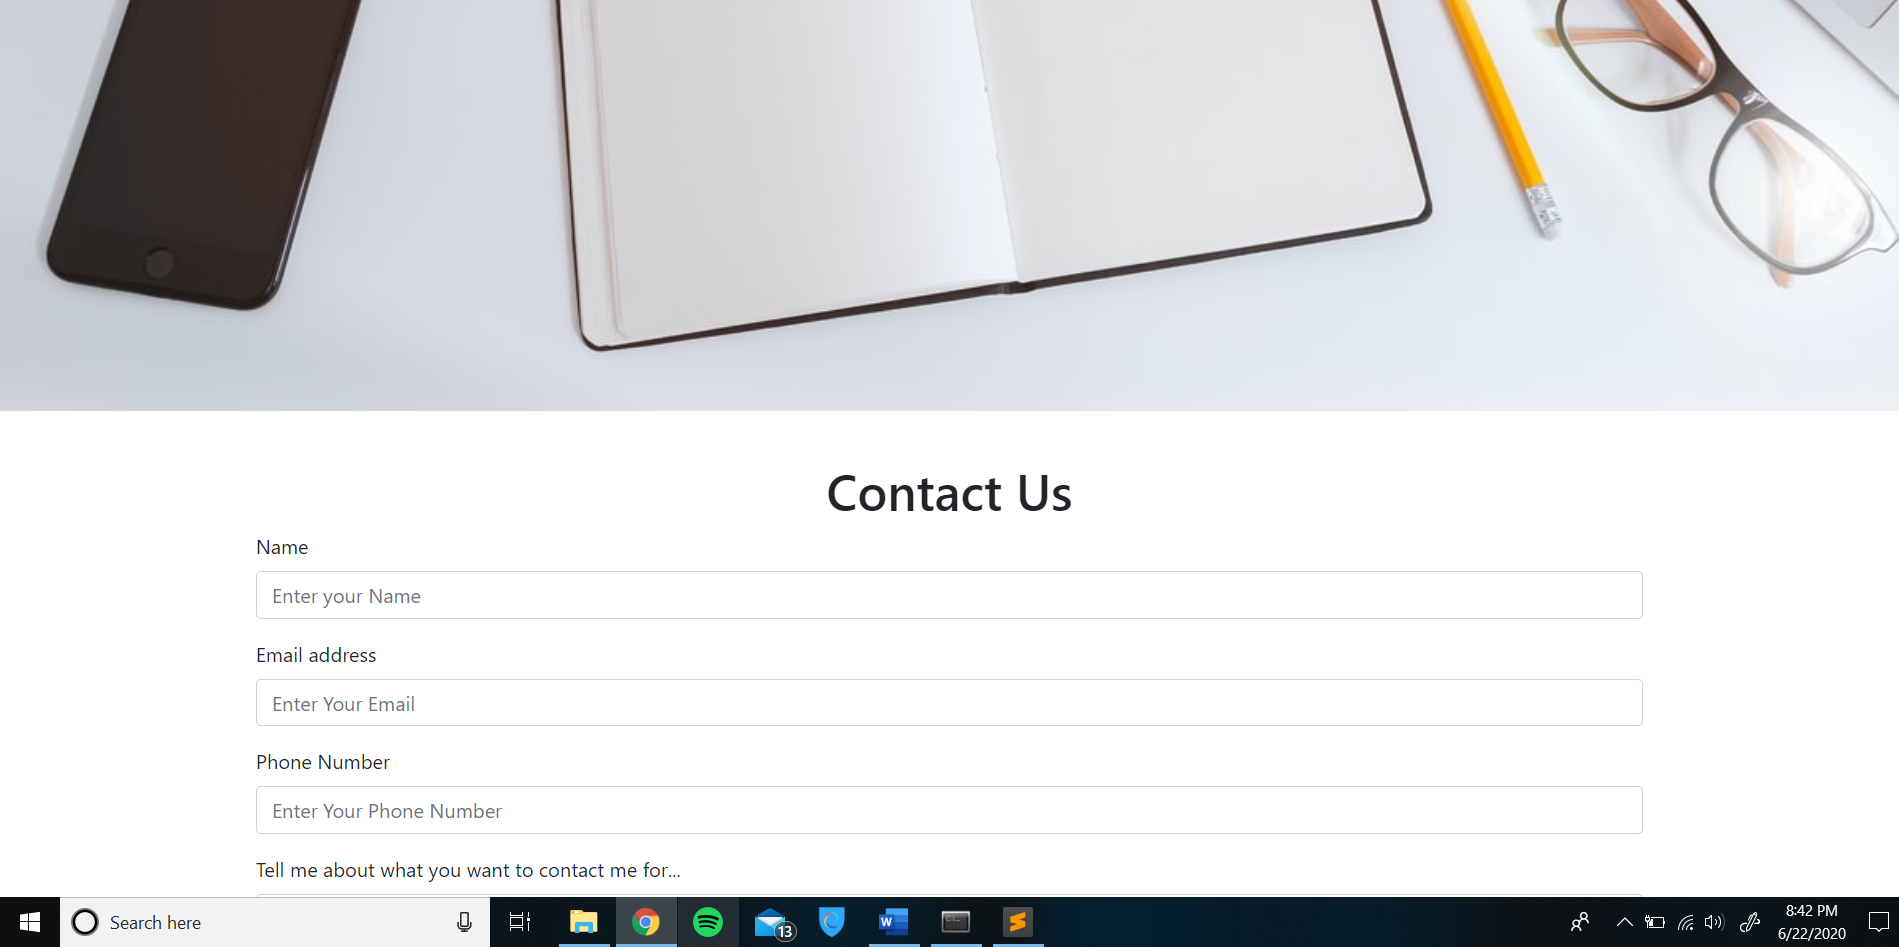 Contact Us
Name
Enter your Name
Email address
Enter Your Email
Phone Number
Enter Your Phone Number
Tell me about what you want to contact me for...
Search here
13
8:42 PM
6/22/2020